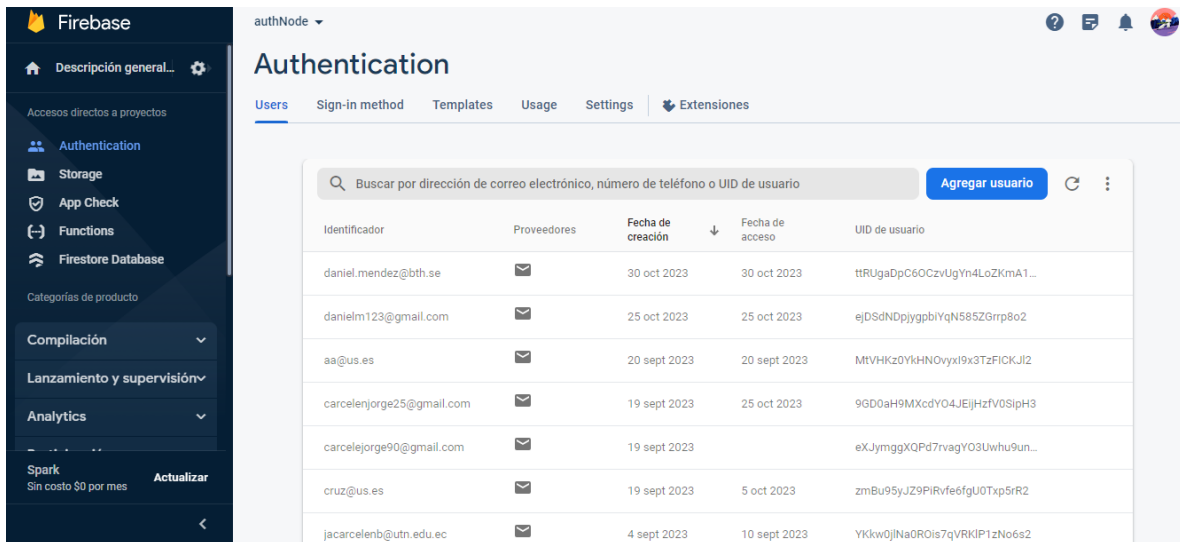 Firebase
Descripción general...
Accesos directos a proyectos
Authentication
Storage
App Check
Functions
Firestore Database
Categorías de producto
Compilación
Lanzamiento y supervisión
Analytics
Spark
Sin costo $0 por mes
Actualizar
authNode
Authentication
Users Sign-in method Templates Usage Settings Extensiones
Buscar por dirección de correo electrónico, número de teléfono o UID de usuario
Agregar usuario
Identificador Proveedores Fecha de creación Fecha de acceso UID de usuario
daniel.mendez@bth.se 30 oct 2023 30 oct 2023 ttRUgaDpC6OCzvUgYn4LoZKmA1...
danielm123@gmail.com 25 oct 2023 25 oct 2023 ejDSdNDpjygpbiYqN585ZGrrp8o2
aa@us.es 20 sept 2023 20 sept 2023 MtVHKz0YkHNOvyxI9x3TzFICKJl2
carcelenjorge25@gmail.com 19 sept 2023 25 oct 2023 9GD0aH9MXcdYO4JEijHzfV0SipH3
carcelejorge90@gmail.com 19 sept 2023 eXJymggXQPd7rvagYO3Uwhu9un...
cruz@us.es 19 sept 2023 5 oct 2023 zmBu95yJZ9PiRvfe6fgU0Txp5rR2
jacarcelenb@utn.edu.ec 4 sept 2023 10 sept 2023 YKkw0jlNa0ROis7qVRKlP1zNo6s2